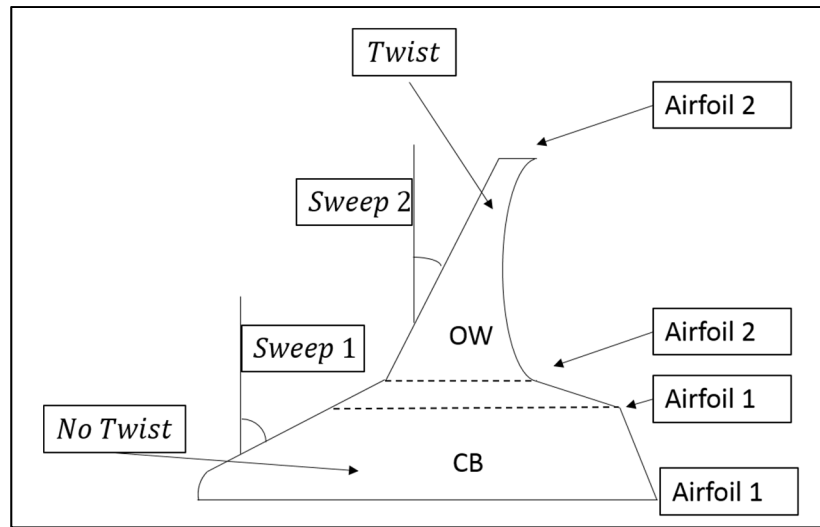 Twist
Airfoil 2
Sweep 2
OW
Airfoil 2
Sweep 1
Airfoil 1
No Twist
CB
Airfoil 1